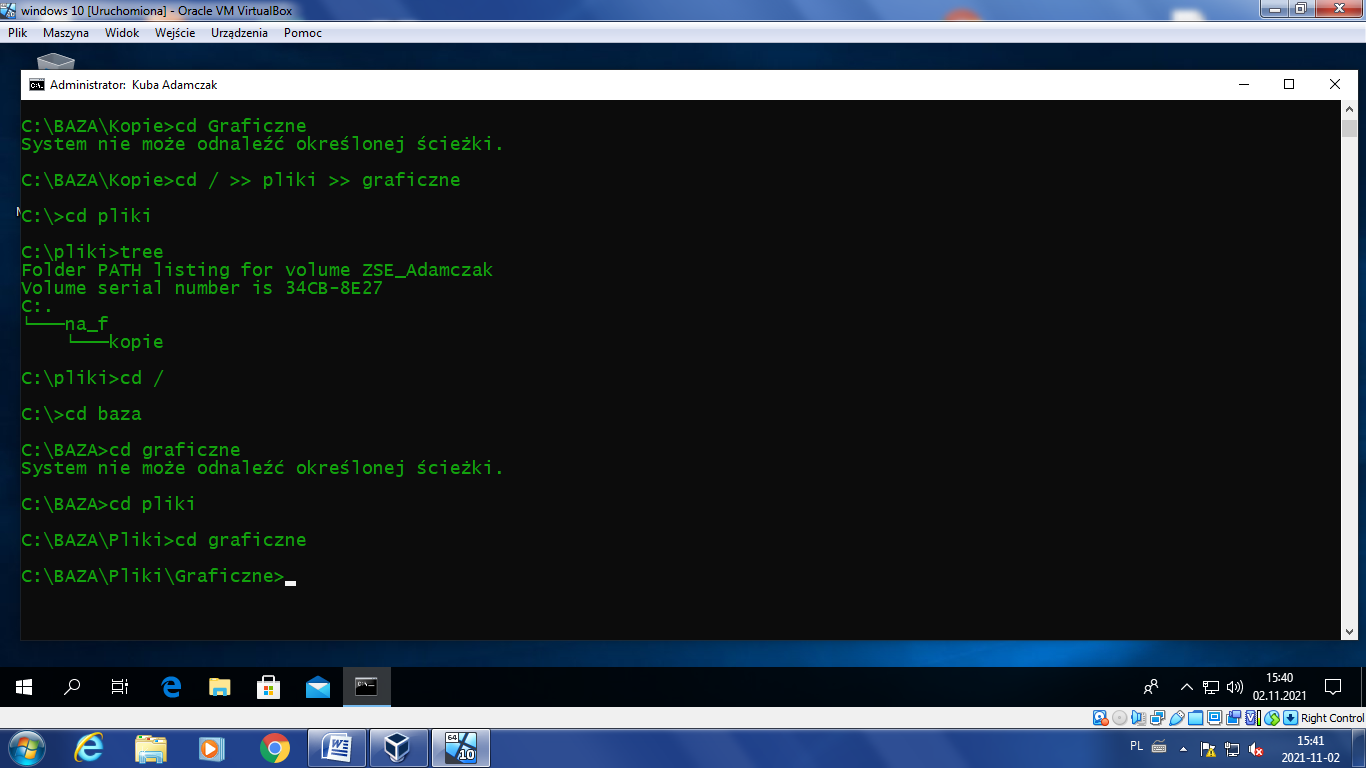 windows 10 [Uruchomiona] - Oracle VM VirtualBox
Plik Maszyna Widok Wejście Urządzenia Pomoc
Administrator: Kuba Adamczak
C:\BAZA\Kopie>cd Graficzne
System nie może odnaleźć określonej ścieżki.
C:\BAZA\Kopie>cd / >> pliki >> graficzne
C:\>cd pliki
C:\pliki>tree
Folder PATH listing for volume ZSE_Adamczak
Volume serial number is 34CB-8E27
C:.
└───na_f
    └───kopie
C:\pliki>cd /
C:\>cd baza
C:\BAZA>cd graficzne
System nie może odnaleźć określonej ścieżki.
C:\BAZA>cd pliki
C:\BAZA\Pliki>cd graficzne
C:\BAZA\Pliki\Graficzne>
15:40
02.11.2021
Right Control
PL
15:41
2021-11-02
64
10